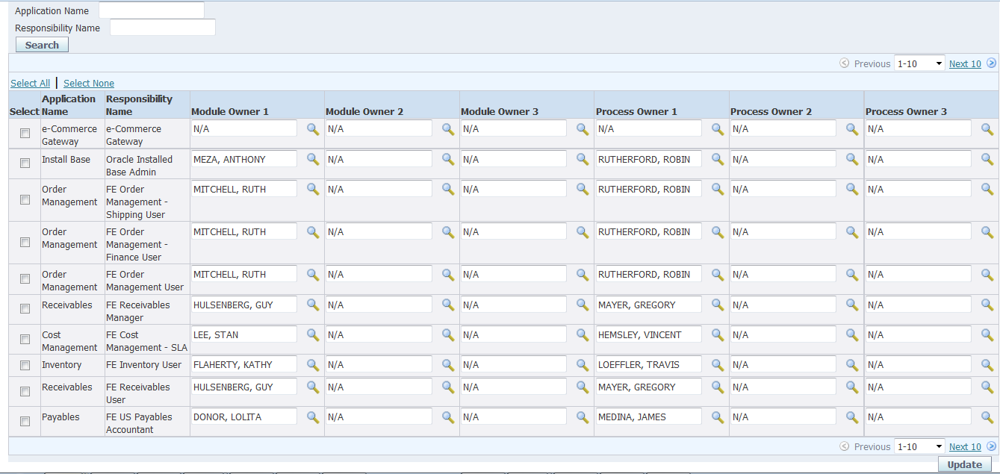 Application Name
Responsibility Name
Search
Previous 1-10 Next 10
Select All Select None
Select Application Name Responsibility Name Module Owner 1 Module Owner 2 Module Owner 3 Process Owner 1 Process Owner 2 Process Owner 3
e-Commerce Gateway e-Commerce Gateway N/A N/A N/A N/A N/A N/A
Install Base Oracle Installed Base Admin MEZA, ANTHONY N/A N/A RUTHERFORD, ROBIN N/A N/A
Order Management FE Order Management - Shipping User MITCHELL, RUTH N/A N/A RUTHERFORD, ROBIN N/A N/A
Order Management FE Order Management - Finance User MITCHELL, RUTH N/A N/A RUTHERFORD, ROBIN N/A N/A
Order Management FE Order Management User MITCHELL, RUTH N/A N/A RUTHERFORD, ROBIN N/A N/A
Receivables FE Receivables Manager HULSENBERG, GUY N/A N/A MAYER, GREGORY N/A N/A
Cost Management FE Cost Management - SLA LEE, STAN N/A N/A HEMSLEY, VINCENT N/A N/A
Inventory FE Inventory User FLAHERTY, KATHY N/A N/A LOEFFLER, TRAVIS N/A N/A
Receivables FE Receivables User HULSENBERG, GUY N/A N/A MAYER, GREGORY N/A N/A
Payables FE US Payables Accountant DONOR, LOLITA N/A N/A MEDINA, JAMES N/A N/A
Previous 1-10 Next 10
Update